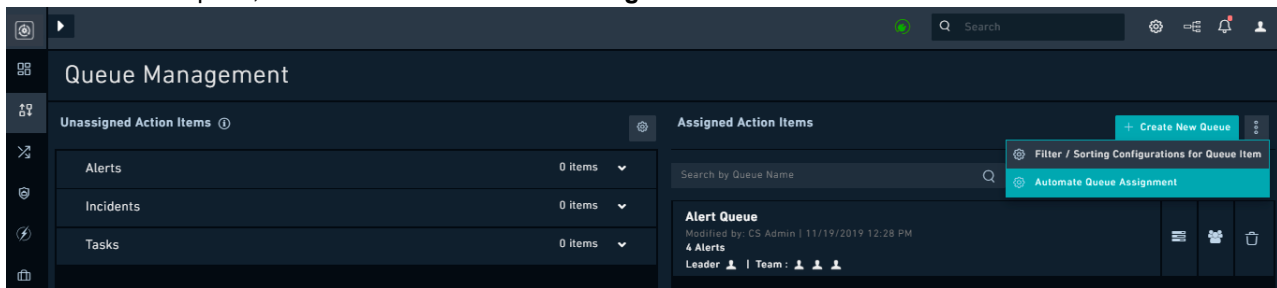 Search
Queue Management
Unassigned Action Items
Alerts 0 items
Incidents 0 items
Tasks 0 items
Assigned Action Items
+ Create New Queue
Filter / Sorting Configurations for Queue Item
Automate Queue Assignment
Search by Queue Name
Alert Queue
Modified by: CS Admin | 11/19/2019 12:28 PM
4 Alerts
Leader | Team :